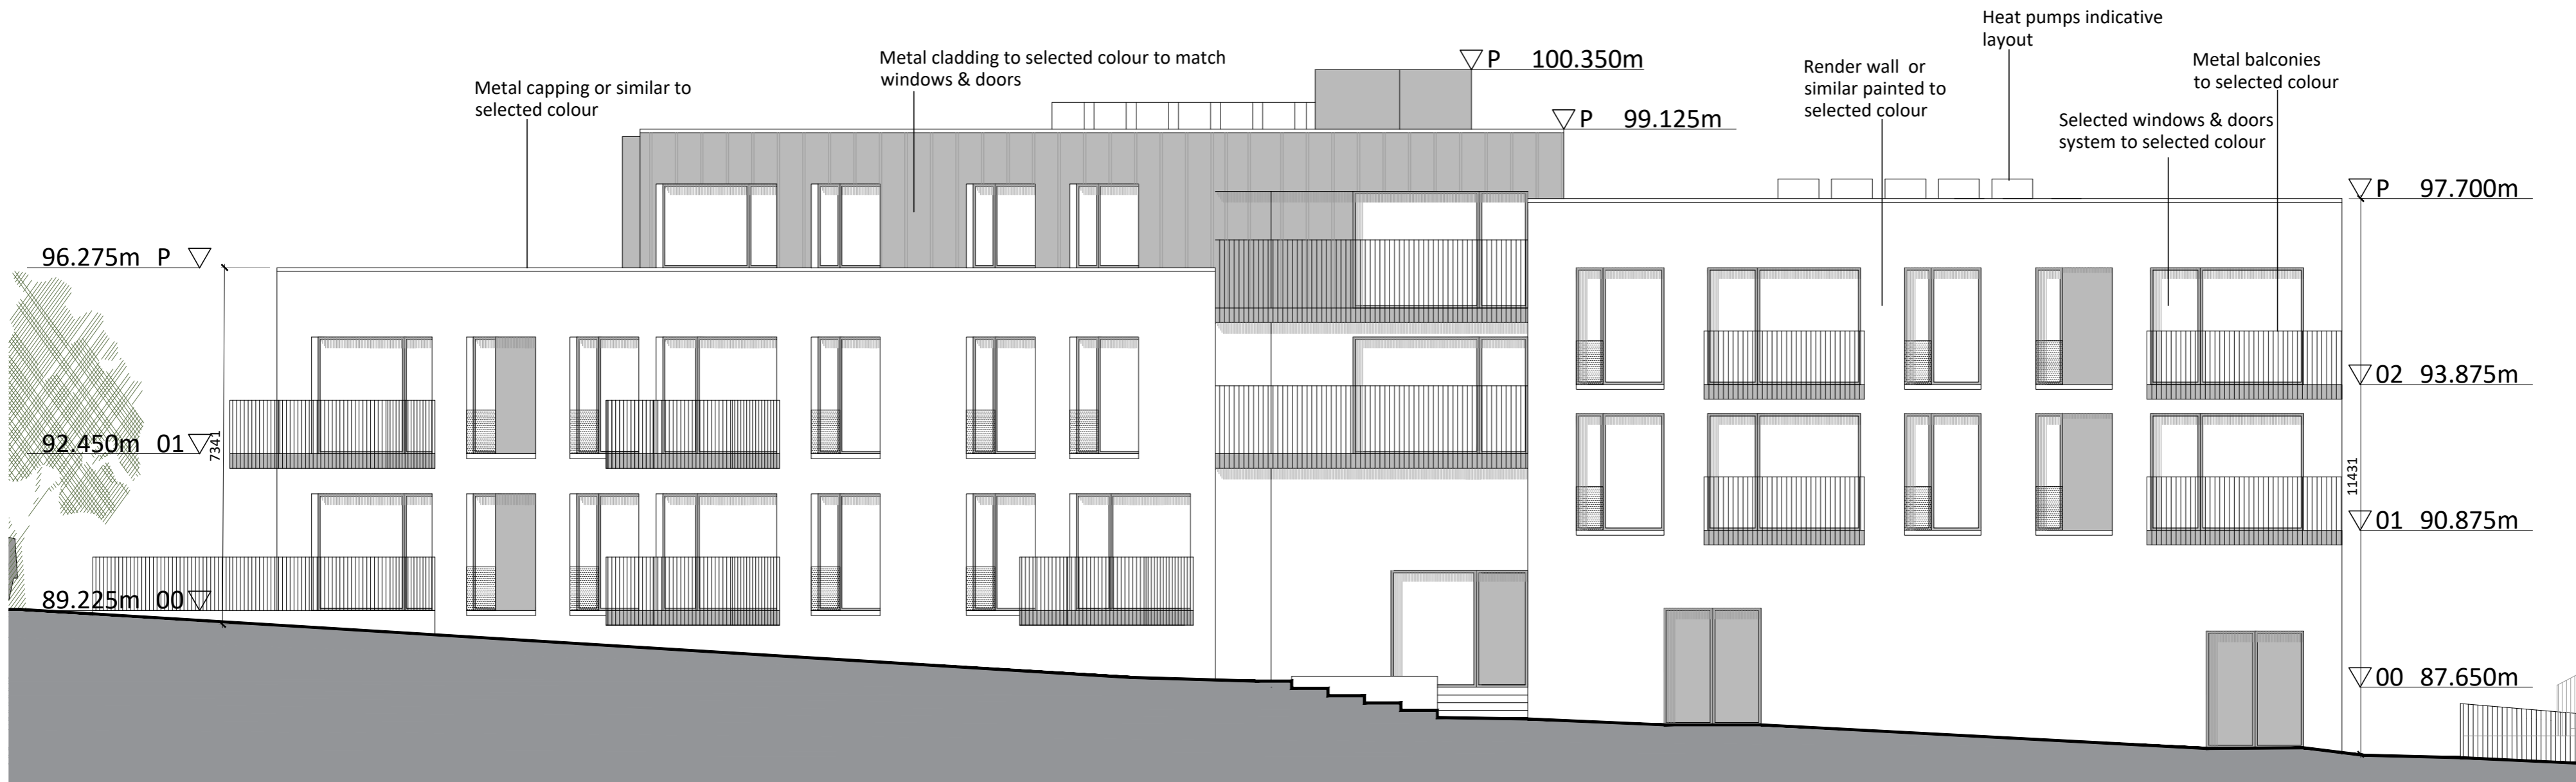 Heat pumps indicative
layout
Metal cladding to selected colour to match
windows & doors
P 100.350m
Render wall or
similar painted to
selected colour
Metal balconies
to selected colour
Metal capping or similar to
selected colour
P 99.125m
Selected windows & doors
system to selected colour
P 97.700m
96.275m P
02 93.875m
92.450m 01
7341
11431
01 90.875m
89.225m 00
00 87.650m